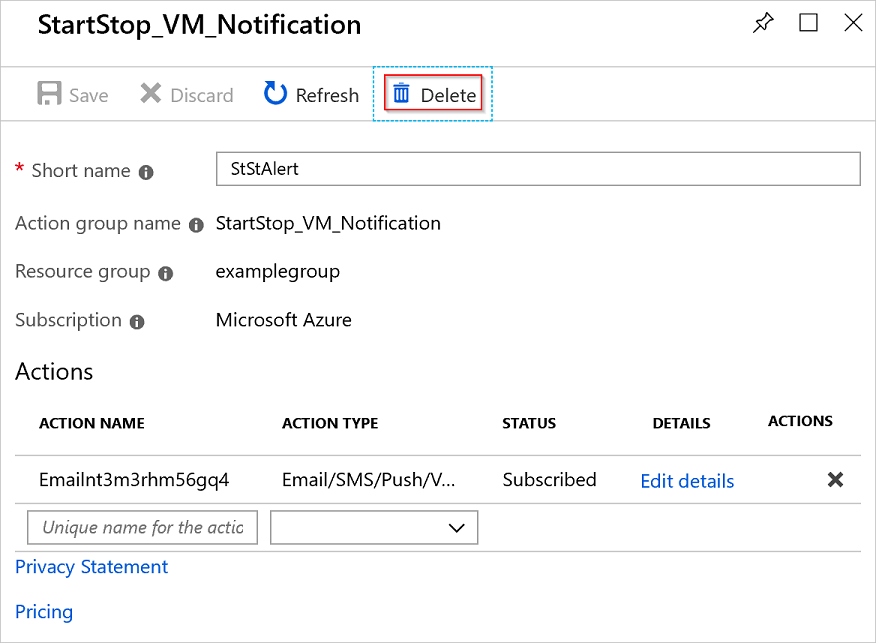 StartStop_VM_Notification
Save Discard Refresh Delete
* Short name StStAlert
Action group name StartStop_VM_Notification
Resource group examplegroup
Subscription Microsoft Azure
Actions
ACTION NAME ACTION TYPE STATUS DETAILS ACTIONS
Emailnt3m3rhm56gq4 Email/SMS/Push/V... Subscribed Edit details
Unique name for the actic
Privacy Statement
Pricing